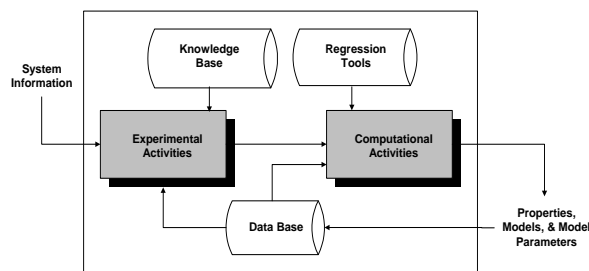 Knowledge
Base
Regression
Tools
System
Information
Experimental
Activities
Computational
Activities
Data Base
Properties,
Models, & Model
Parameters